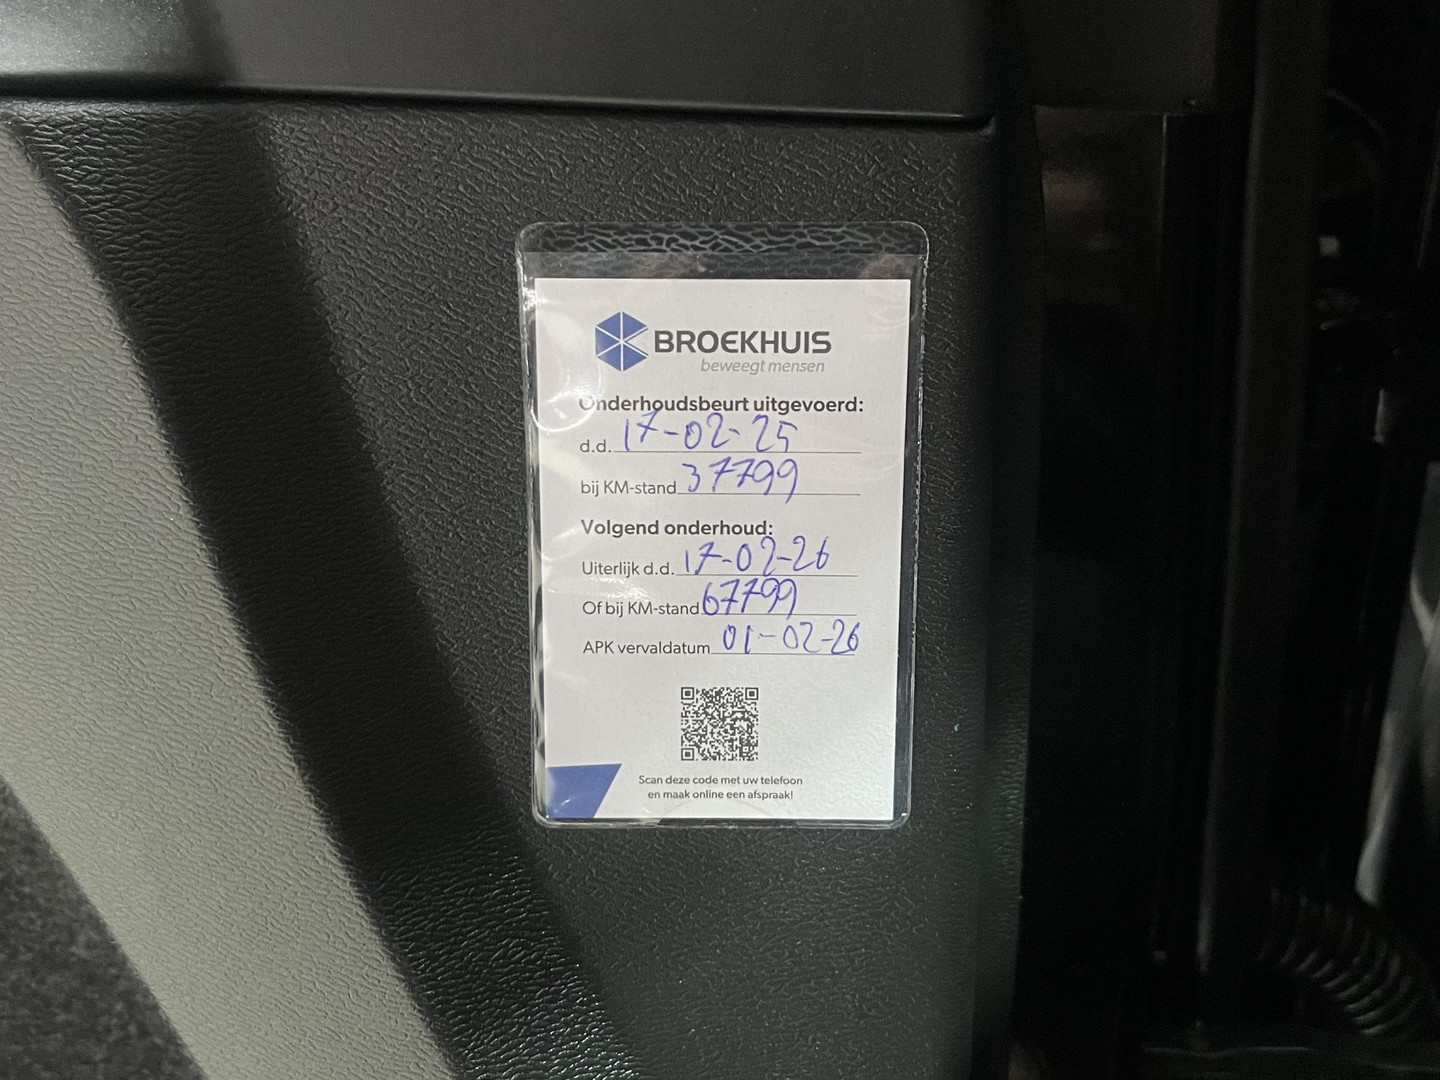 BROEKHUIS
beweegt mensen
Onderhoudsbeurt uitgevoerd:
d.d. 17-02-25
bij KM-stand 37799
Volgend onderhoud:
Uiterlijk d.d. 17-02-26
Of bij KM-stand 67799
APK vervaldatum 01-02-26
Scan deze code met uw telefoon
en maak online een afspraak!